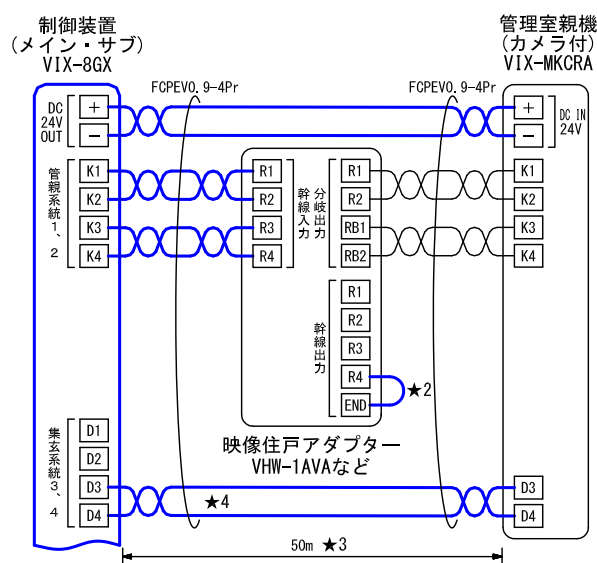 制御装置
(メイン・サブ)
VIX-8GX
管理室親機
(カメラ付)
VIX-MKCRA
FCPEV0.9-4Pr
FCPEV0.9-4Pr
DC
24V
OUT
+
−
+
−
DC IN
24V
管親系統1、2
K1
K2
K3
K4
R1
R2
R3
R4
幹線入力
分岐出力
R1
R2
RB1
RB2
K1
K2
K3
K4
幹線出力
R1
R2
R3
R4
END
★2
映像住戸アダプター
VHW-1AVAなど
集玄系統3、4
D1
D2
D3
D4
★4
D3
D4
50m ★3